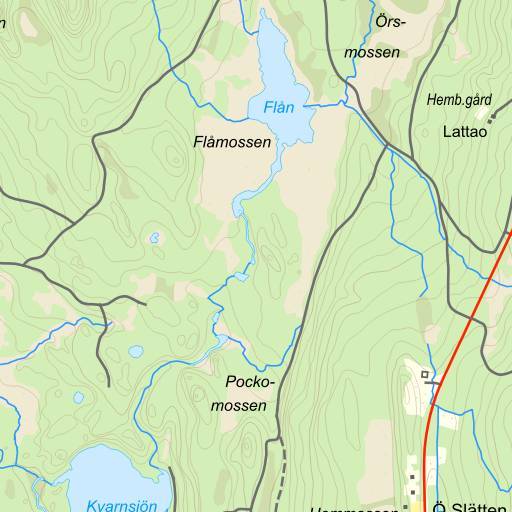 Örs-
mossen
Flån
Hemb.gård
Lattao
Flåmossen
Pocko-
mossen
Kvarnsjön
Ö Slätten